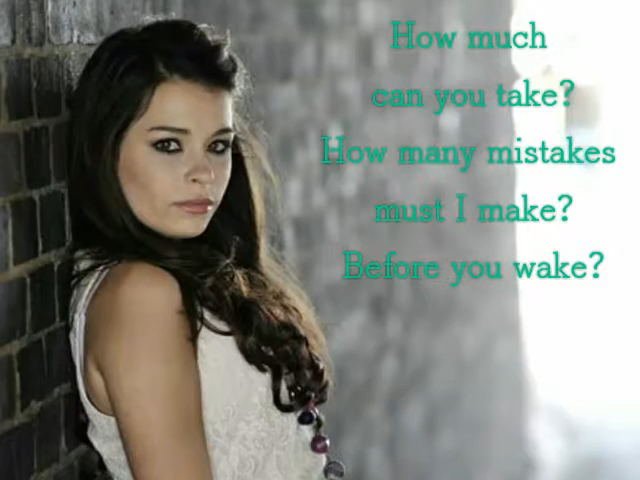 How much
can you take?
How many mistakes
must I make?
Before you wake?